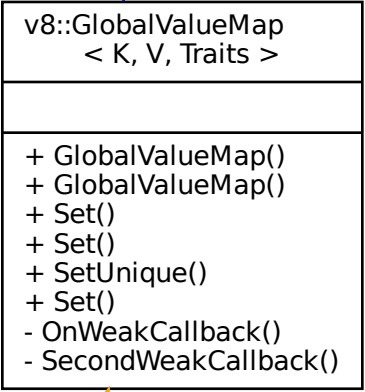 v8::GlobalValueMap
< K, V, Traits >
+ GlobalValueMap()
+ GlobalValueMap()
+ Set()
+ Set()
+ SetUnique()
+ Set()
- OnWeakCallback()
- SecondWeakCallback()